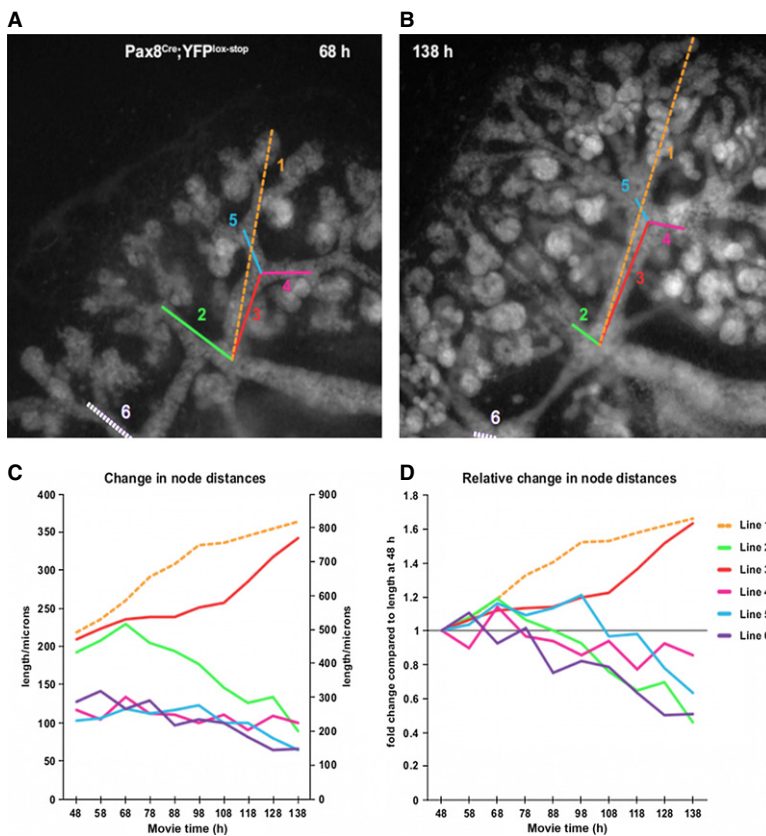 A
Pax8Cre;YFPlox-stop 68 h
1
5
4
2
3
6
B
138 h
1
5
4
3
2
6
C
Change in node distances
400
350
300
250
200
150
100
50
0
length/microns
900
800
700
600
500
400
300
200
100
0
length/microns
48 58 68 78 88 98 108 118 128 138
Movie time (h)
D
Relative change in node distances
1.8
1.6
1.4
1.2
1
0.8
0.6
0.4
0.2
0
fold change compared to length at 48 h
48 58 68 78 88 98 108 118 128 138
Movie time (h)
Line
Line
Line
Line
Line
Line